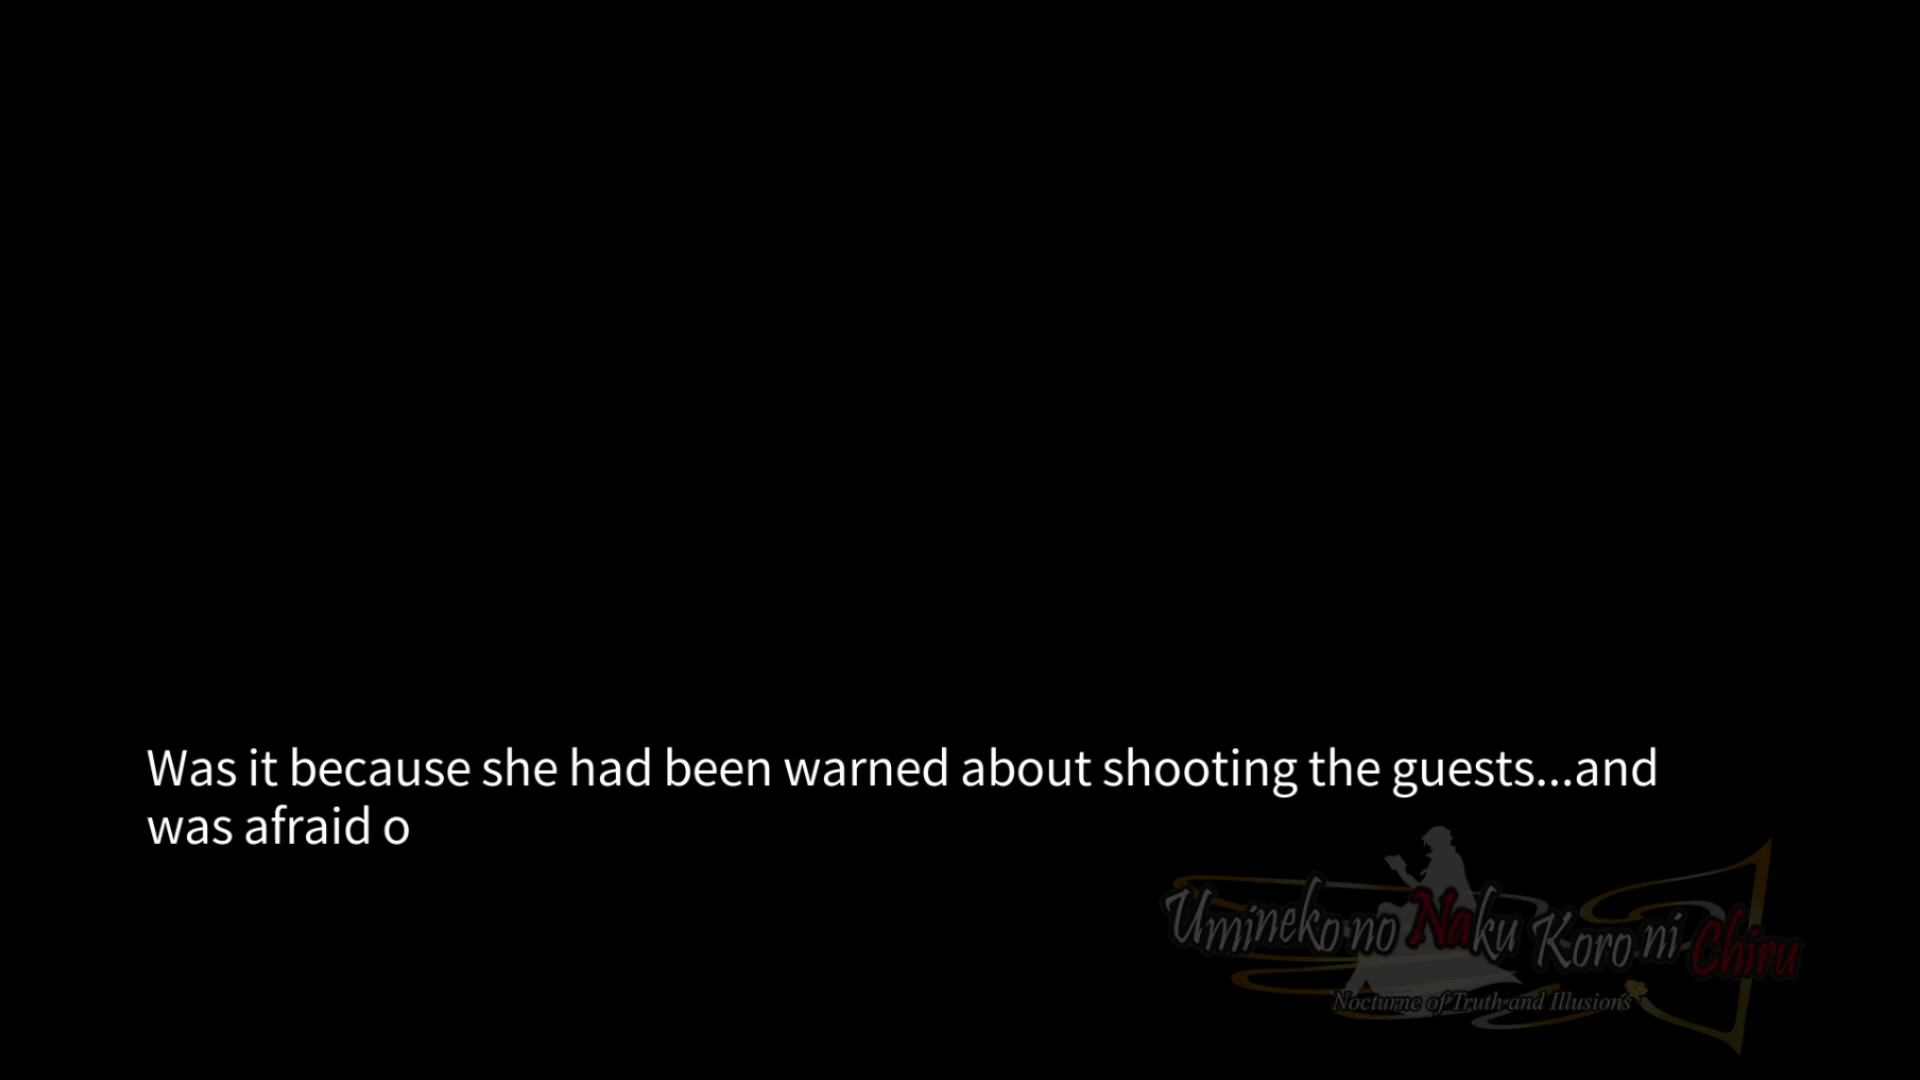 Was it because she had been warned about shooting the guests...and
was afraid o
Umineko no Naku Koro ni Chiru
Nocturne of Truth and Illusions